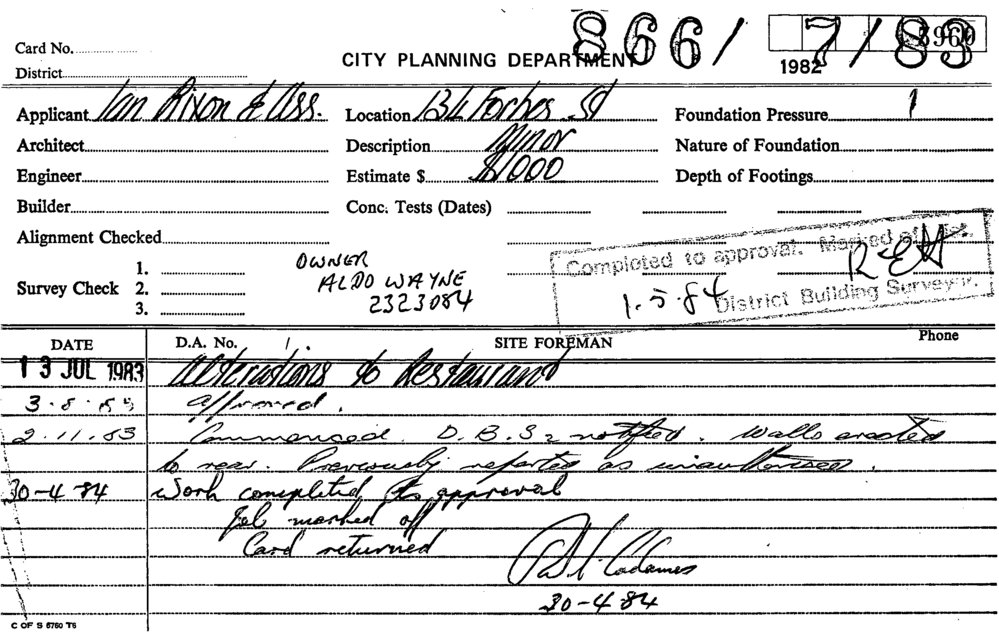 866/7/83
5960
Card No.
CITY PLANNING DEPARTMENT
1982
District
Applicant Ian Rixon & Ass. Location 134 Forbes St Foundation Pressure 1
Architect Description Minor Nature of Foundation
Engineer Estimate $ $1000 Depth of Footings
Builder Conc. Tests (Dates)
Alignment Checked
Completed to approval. Marked off list.
1.
Survey Check 2.
3.
OWNER
ALDO WAYNE
2323084
1.5.84 District Building Surveyor.
DATE D.A. No. SITE FOREMAN Phone
13 JUL 1983 Alterations to Restaurant
3.8.83 approved.
2.11.83 Commenced. D.B.S notified. Walls erected
to rear. Previously reported as unauthorised.
30-4-84 Work completed to approval
Job marked off
Card returned
30-4-84
C OF S 6760 T6